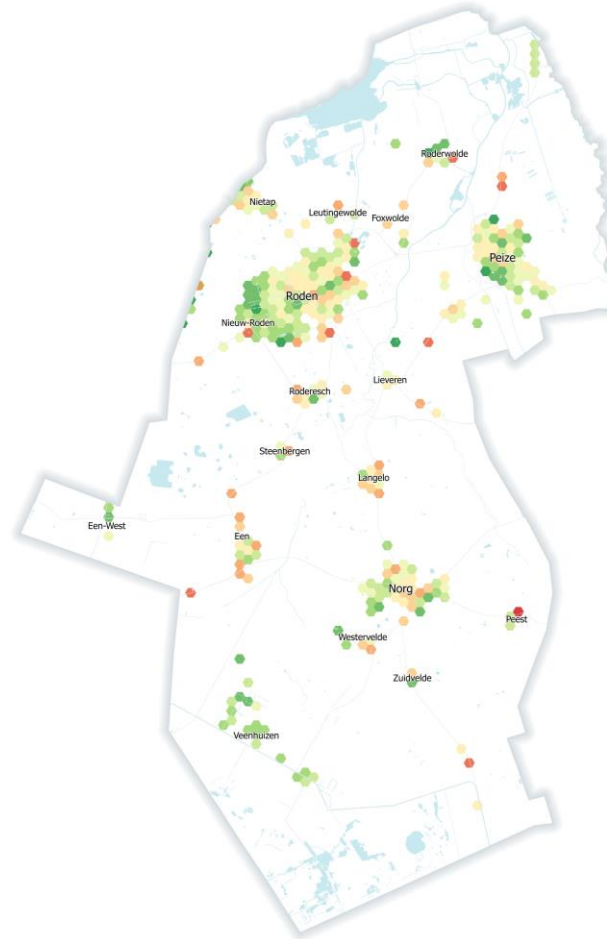 Roderwolde
Nietap
Leutingewolde
Foxwolde
Peize
Roden
Nieuw-Roden
Lieveren
Roderesch
Steenbergen
Langelo
Een-West
Een
Norg
Peest
Westervelde
Zuidvelde
Veenhuizen